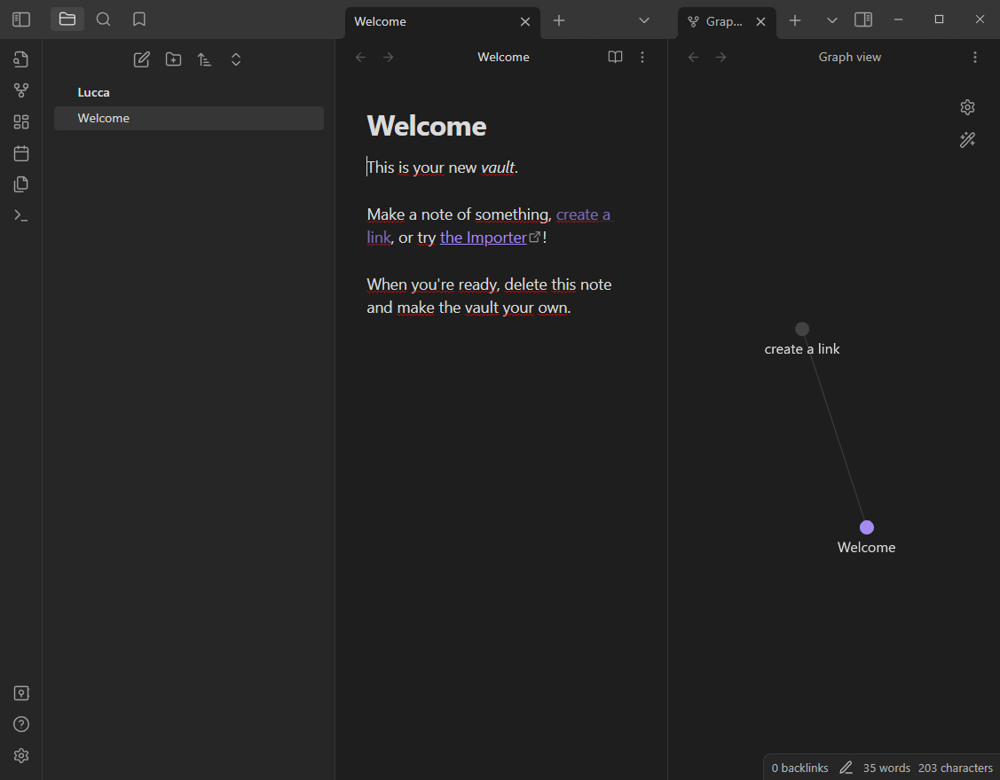 Welcome
Grap...
Welcome
Graph view
Lucca
Welcome
Welcome
This is your new vault.
Make a note of something, create a
link, or try the Importer!
When you're ready, delete this note
and make the vault your own.
create a link
Welcome
0 backlinks
35 words
203 characters